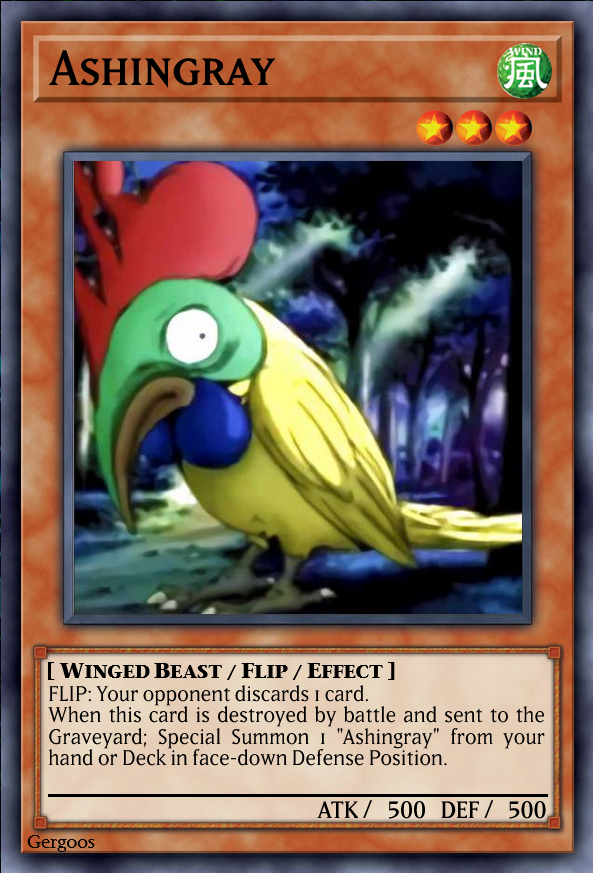 Ashingray
WIND
風
[ Winged Beast / Flip / Effect ]
FLIP: Your opponent discards 1 card.
When this card is destroyed by battle and sent to the
Graveyard; Special Summon 1 "Ashingray" from your
hand or Deck in face-down Defense Position.
ATK / 500 DEF / 500
Gergoos